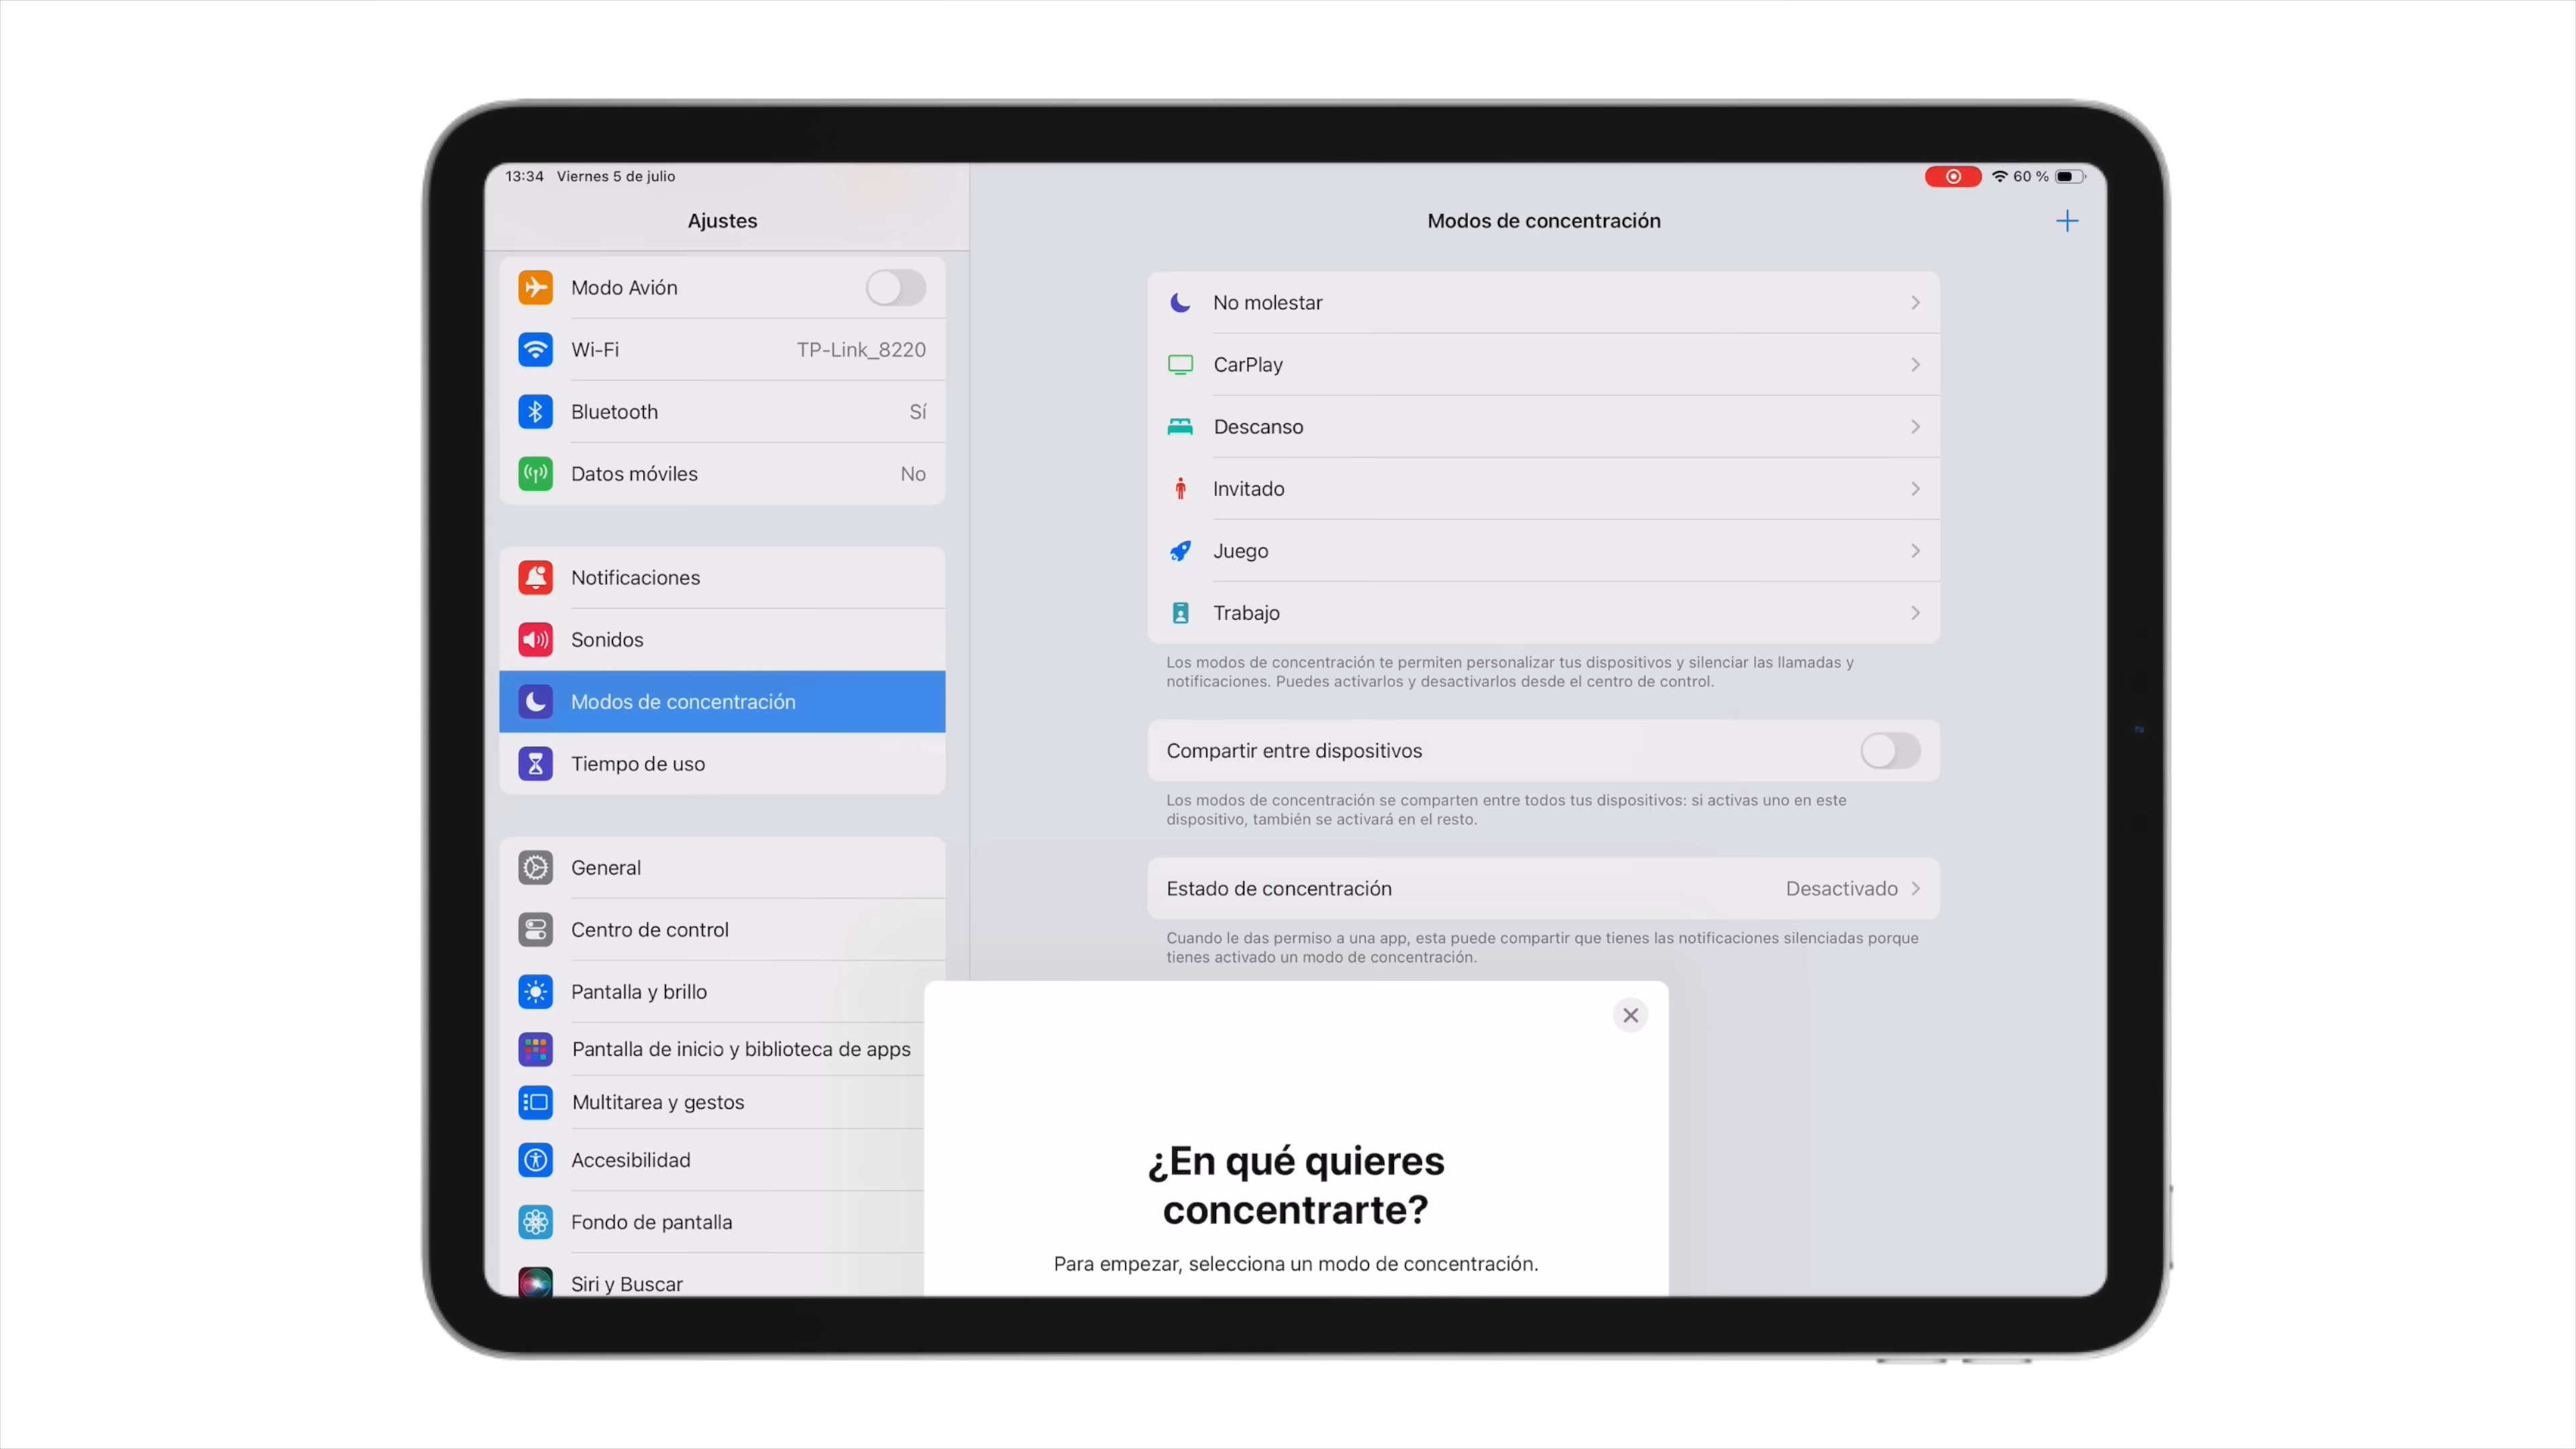 13:34 Viernes 5 de julio
60 %
Ajustes
Modo Avión
Wi-Fi TP-Link_8220
Bluetooth Sí
Datos móviles No
Notificaciones
Sonidos
Modos de concentración
Tiempo de uso
General
Centro de control
Pantalla y brillo
Pantalla de inicio y biblioteca de apps
Multitarea y gestos
Accesibilidad
Fondo de pantalla
Siri y Buscar
Modos de concentración
No molestar
CarPlay
Descanso
Invitado
Juego
Trabajo
Los modos de concentración te permiten personalizar tus dispositivos y silenciar las llamadas y
notificaciones. Puedes activarlos y desactivarlos desde el centro de control.
Compartir entre dispositivos
Los modos de concentración se comparten entre todos tus dispositivos: si activas uno en este
dispositivo, también se activará en el resto.
Estado de concentración Desactivado
Cuando le das permiso a una app, esta puede compartir que tienes las notificaciones silenciadas porque
tienes activado un modo de concentración.
¿En qué quieres
concentrarte?
Para empezar, selecciona un modo de concentración.